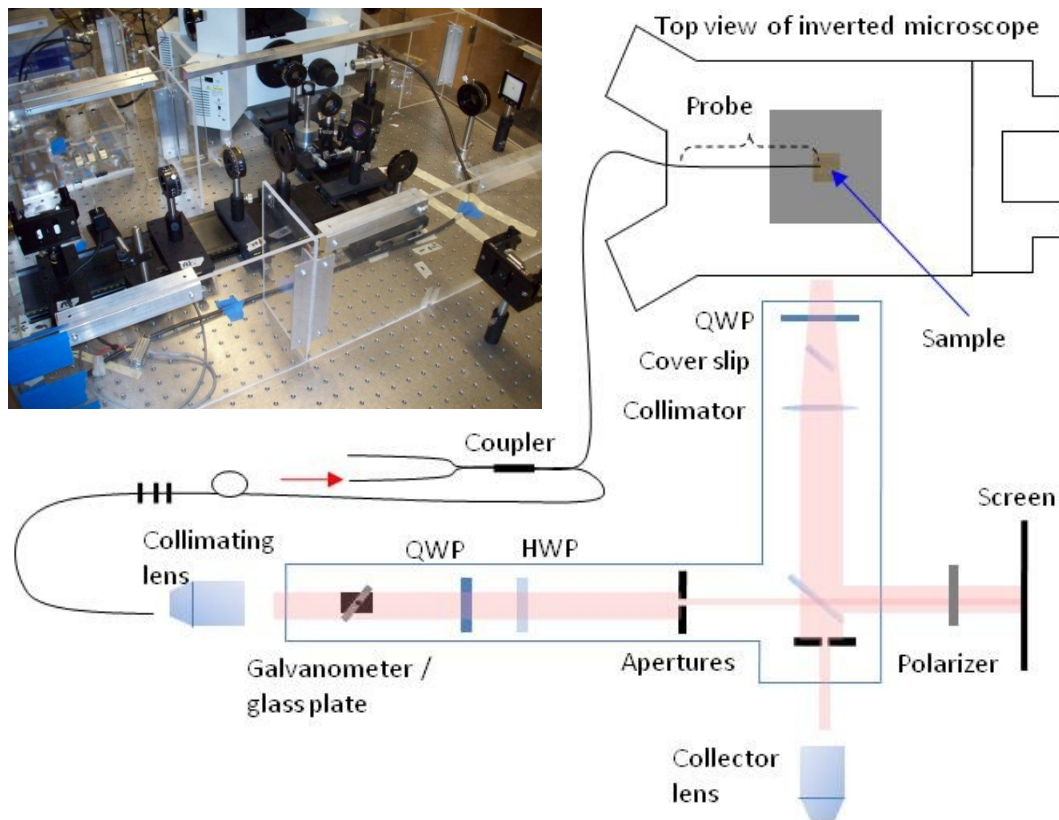 Top view of inverted microscope
Probe
QWP
Cover slip
Sample
Collimator
Coupler
Screen
Collimating
lens
QWP
HWP
Galvanometer /
glass plate
Apertures
Polarizer
Collector
lens